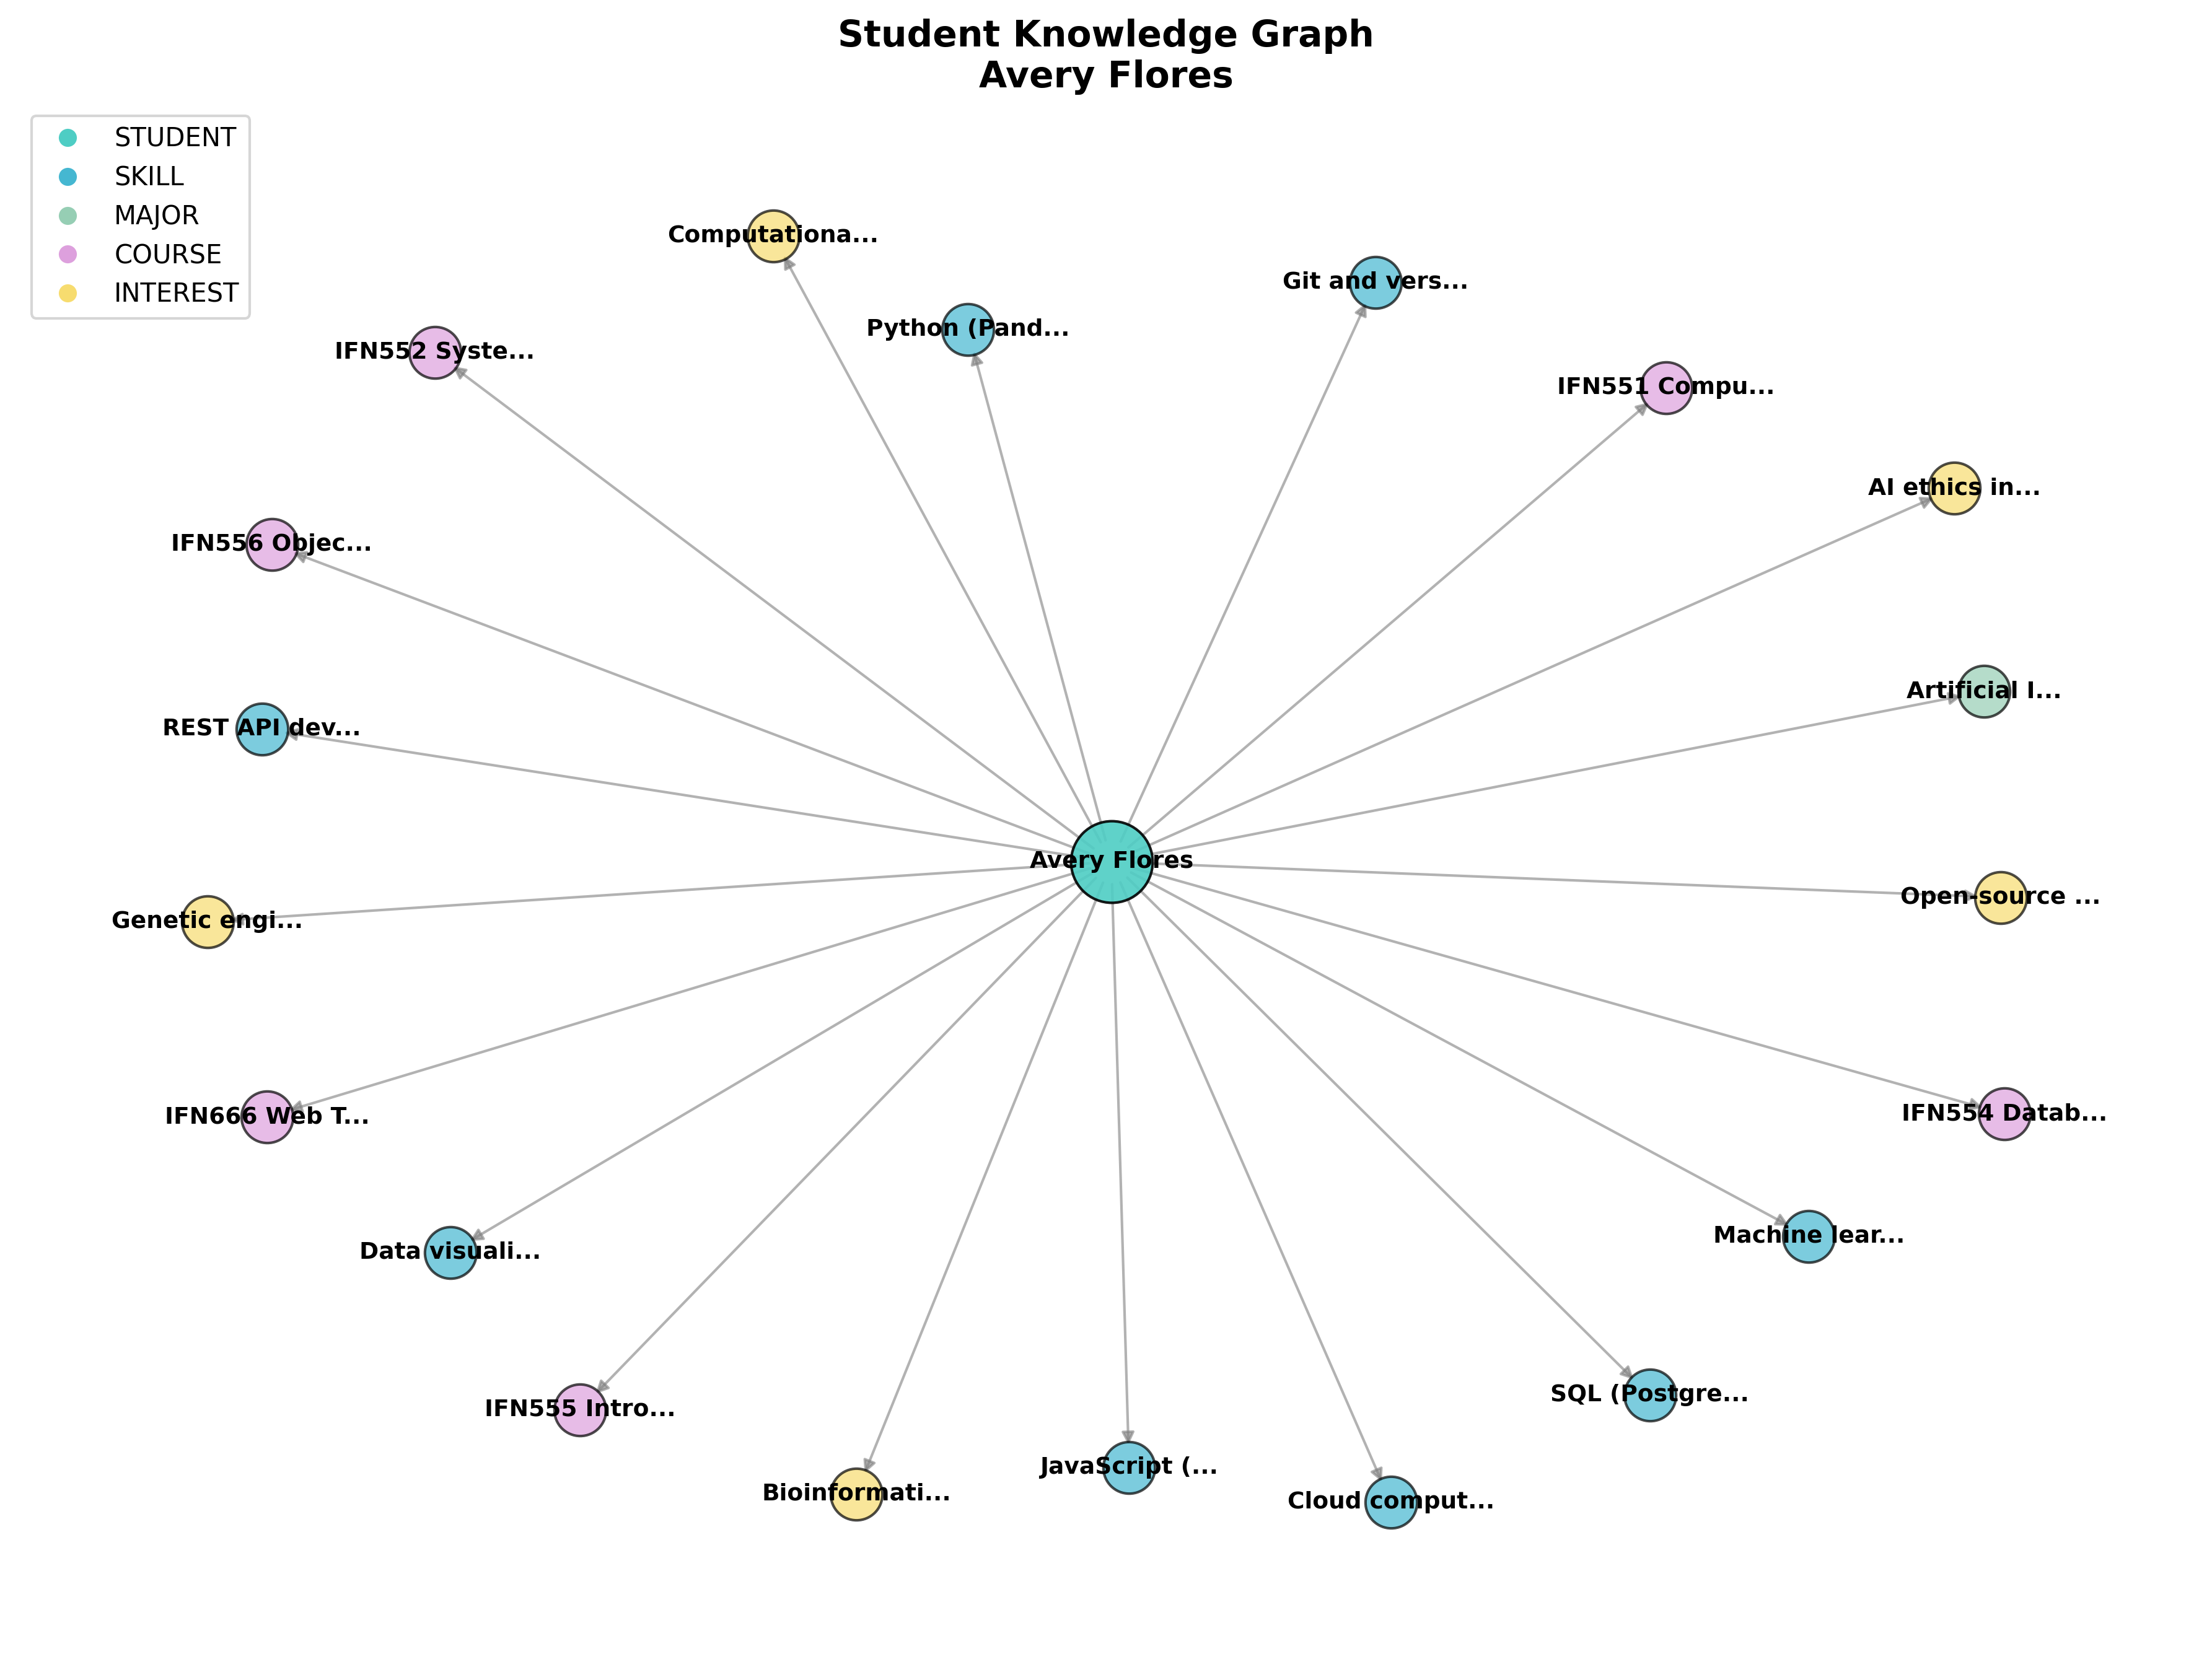 Student Knowledge Graph
Avery Flores
STUDENT
SKILL
MAJOR
COURSE
INTEREST
Computationa...
Git and vers...
Python (Pand...
IFN552 Syste...
IFN551 Compu...
AI ethics in...
IFN556 Objec...
Artificial I...
REST API dev...
Avery Flores
Open-source ...
Genetic engi...
IFN554 Datab...
IFN666 Web T...
Machine lear...
Data visuali...
SQL (Postgre...
IFN555 Intro...
JavaScript (...
Bioinformati...
Cloud comput...